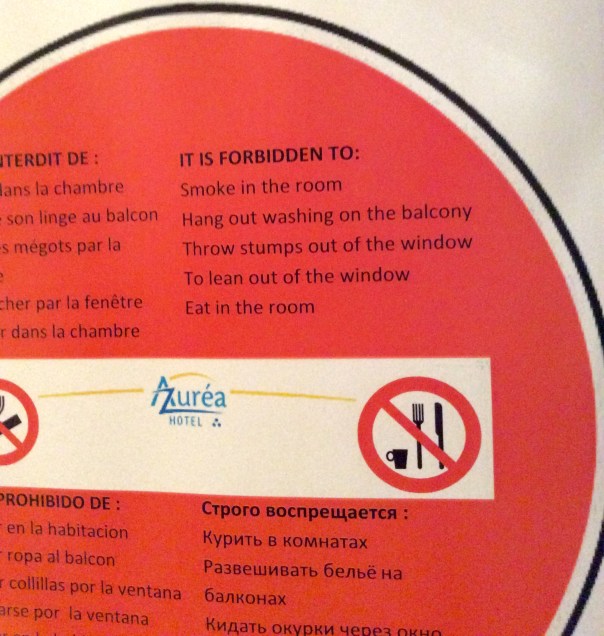 NTERDIT DE :
dans la chambre
son linge au balcon
s mégots par la
e
cher par la fenêtre
r dans la chambre
IT IS FORBIDDEN TO:
Smoke in the room
Hang out washing on the balcony
Throw stumps out of the window
To lean out of the window
Eat in the room
Azuréa
HOTEL
PROHIBIDO DE :
r en la habitacion
r ropa al balcon
r collillas por la ventana
arse por la ventana
Строго воспрещается :
Курить в комнатах
Развешивать бельё на
балконах
Кидать окурки через окно